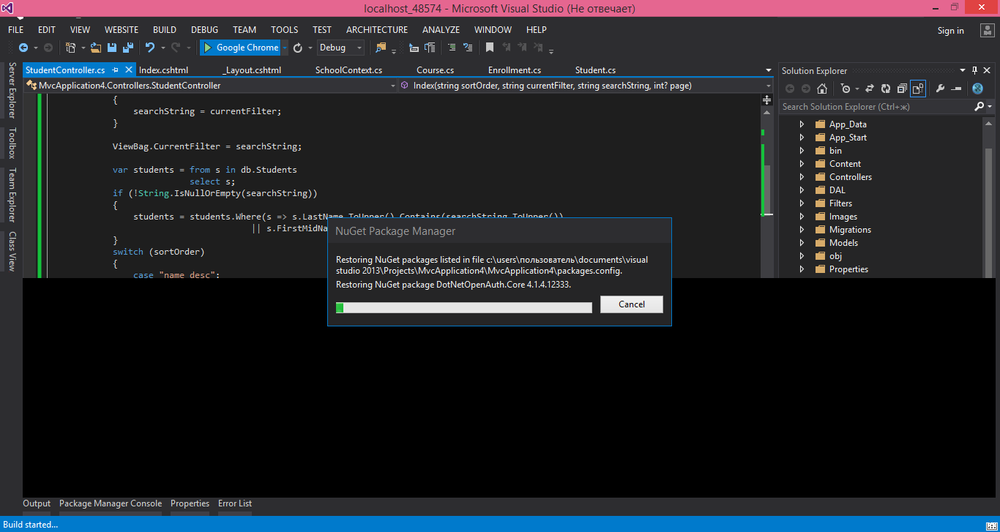 localhost_48574 - Microsoft Visual Studio (Не отвечает)
FILE EDIT VIEW WEBSITE BUILD DEBUG TEAM TOOLS TEST ARCHITECTURE ANALYZE WINDOW HELP
Sign in
Google Chrome
Debug
Server Explorer
Toolbox
Team Explorer
Class View
StudentController.cs Index.cshtml _Layout.cshtml SchoolContext.cs Course.cs Enrollment.cs Student.cs
MvcApplication4.Controllers.StudentController
Index(string sortOrder, string currentFilter, string searchString, int? page)
{
searchString = currentFilter;
}
ViewBag.CurrentFilter = searchString;
var students = from s in db.Students
select s;
if (!String.IsNullOrEmpty(searchString))
{
students = students.Where(s => s.LastName.ToUpper().Contains(searchString.ToUpper())
|| s.FirstMidNa
}
switch (sortOrder)
{
case "name_desc":
NuGet Package Manager
Restoring NuGet packages listed in file c:\users\пользователь\documents\visual
studio 2013\Projects\MvcApplication4\MvcApplication4\packages.config.
Restoring NuGet package DotNetOpenAuth.Core 4.1.4.12333.
Cancel
Solution Explorer
Search Solution Explorer (Ctrl+ж)
App_Data
App_Start
bin
Content
Controllers
DAL
Filters
Images
Migrations
Models
obj
Properties
Output Package Manager Console Properties Error List
Build started...